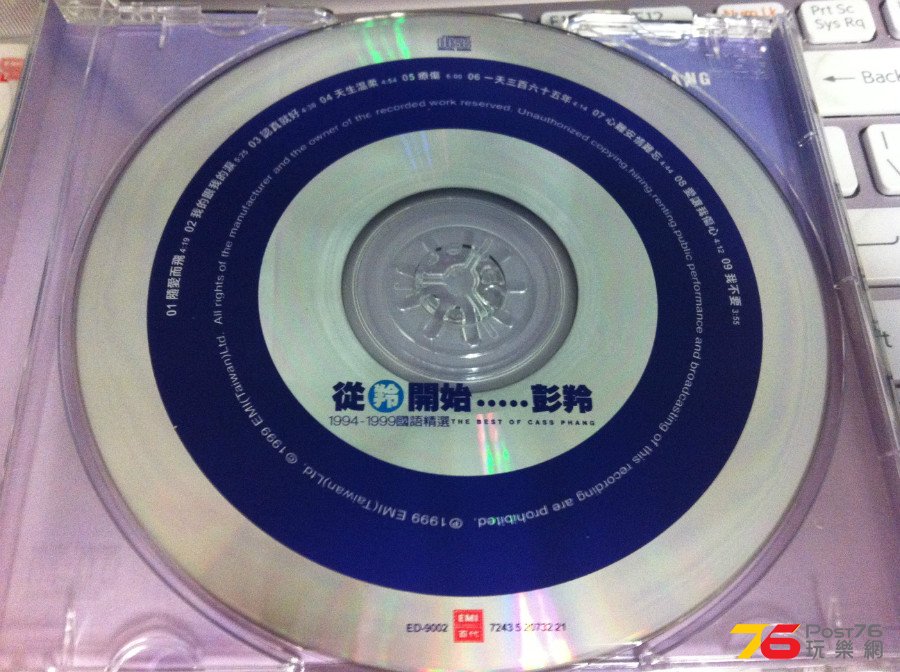 01 隨愛而飛 4:19 02 我的眼我的淚 5:25 03 認真就好 4:38 04 天生溫柔 4:54 05 療傷 5:00 06 一天三百六十五年 4:14 07 心難安情難忘 4:44 08 愛讓我傷心 4:12 09 我不要 3:55
℗ 1999 EMI(Taiwan)Ltd. © 1999 EMI(Taiwan)Ltd. All rights of the manufacturer and the owner of the recorded work reserved. Unauthorized copying, hiring, renting, public performance and broadcasting of this recording are prohibited.
從羚開始.....彭羚
1994-1999國語精選 THE BEST OF CASS PHANG
ED-9002 EMI 百代 7243 5 20732 21
ANG
Prt Sc
Sys Rq
F12
← Back
76 Post76
玩樂網